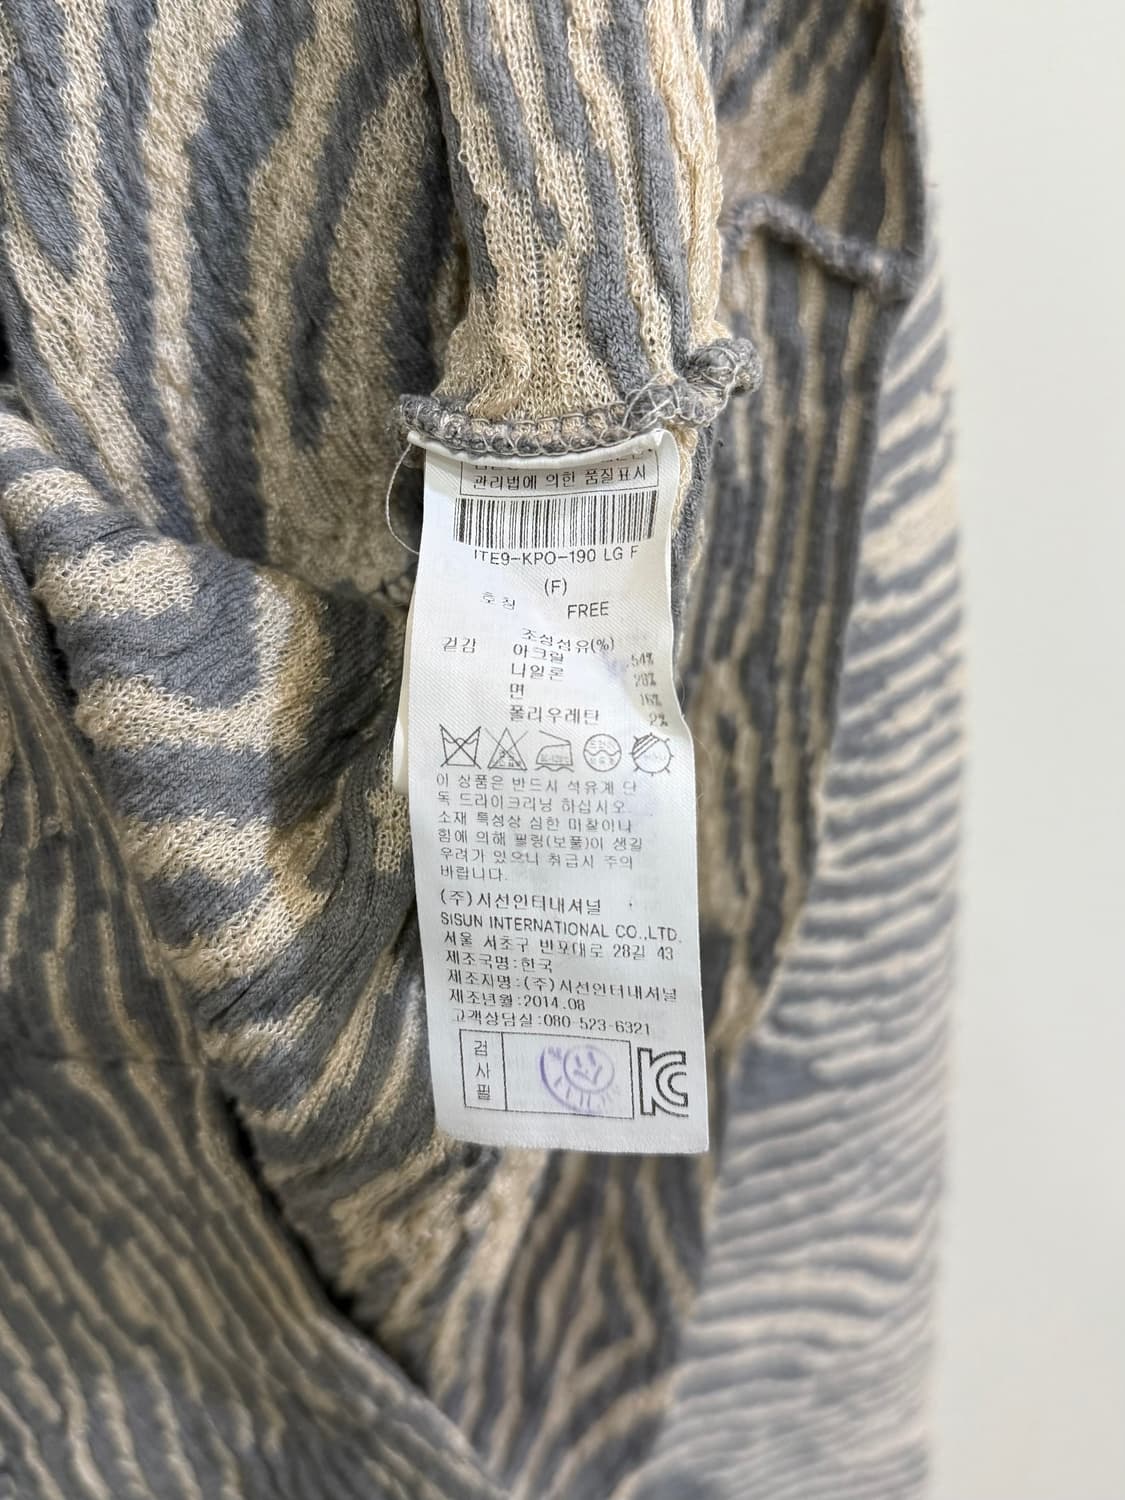 관리법에 의한 품질표시
ITE9-KPO-190 LG F
(F)
호칭 FREE
조성섬유(%)
겉감 아크릴 54%
나일론 28%
면 16%
폴리우레탄 2%
이 상품은 반드시 석유계 단
독 드라이크리닝 하십시오.
소재 특성상 심한 마찰이나
힘에 의해 필링(보풀)이 생길
우려가 있으니 취급시 주의
바랍니다.
(주)시선인터내셔널
SISUN INTERNATIONAL CO.,LTD.
서울 서초구 반포대로 28길 43
제조국명:한국
제조자명:(주)시선인터내셔널
제조년월:2014.08
고객상담실:080-523-6321
검
사
필
KC